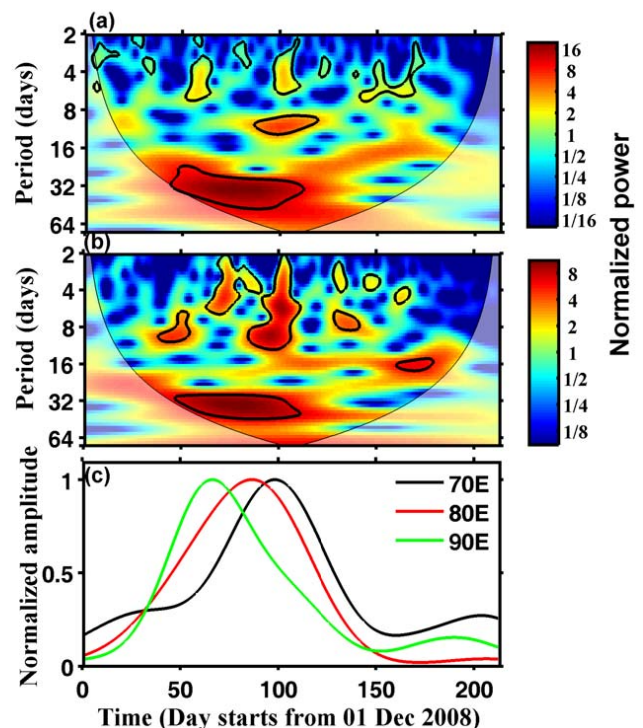 (a)
2
4
8
16
32
64
Period (days)
16
8
4
2
1
1/2
1/4
1/8
1/16
Normalized power
(b)
2
4
8
16
32
64
Period (days)
8
4
2
1
1/2
1/4
1/8
(c)
1
0.5
0
Normalized amplitude
70E
80E
90E
0 50 100 150 200
Time (Day starts from 01 Dec 2008)